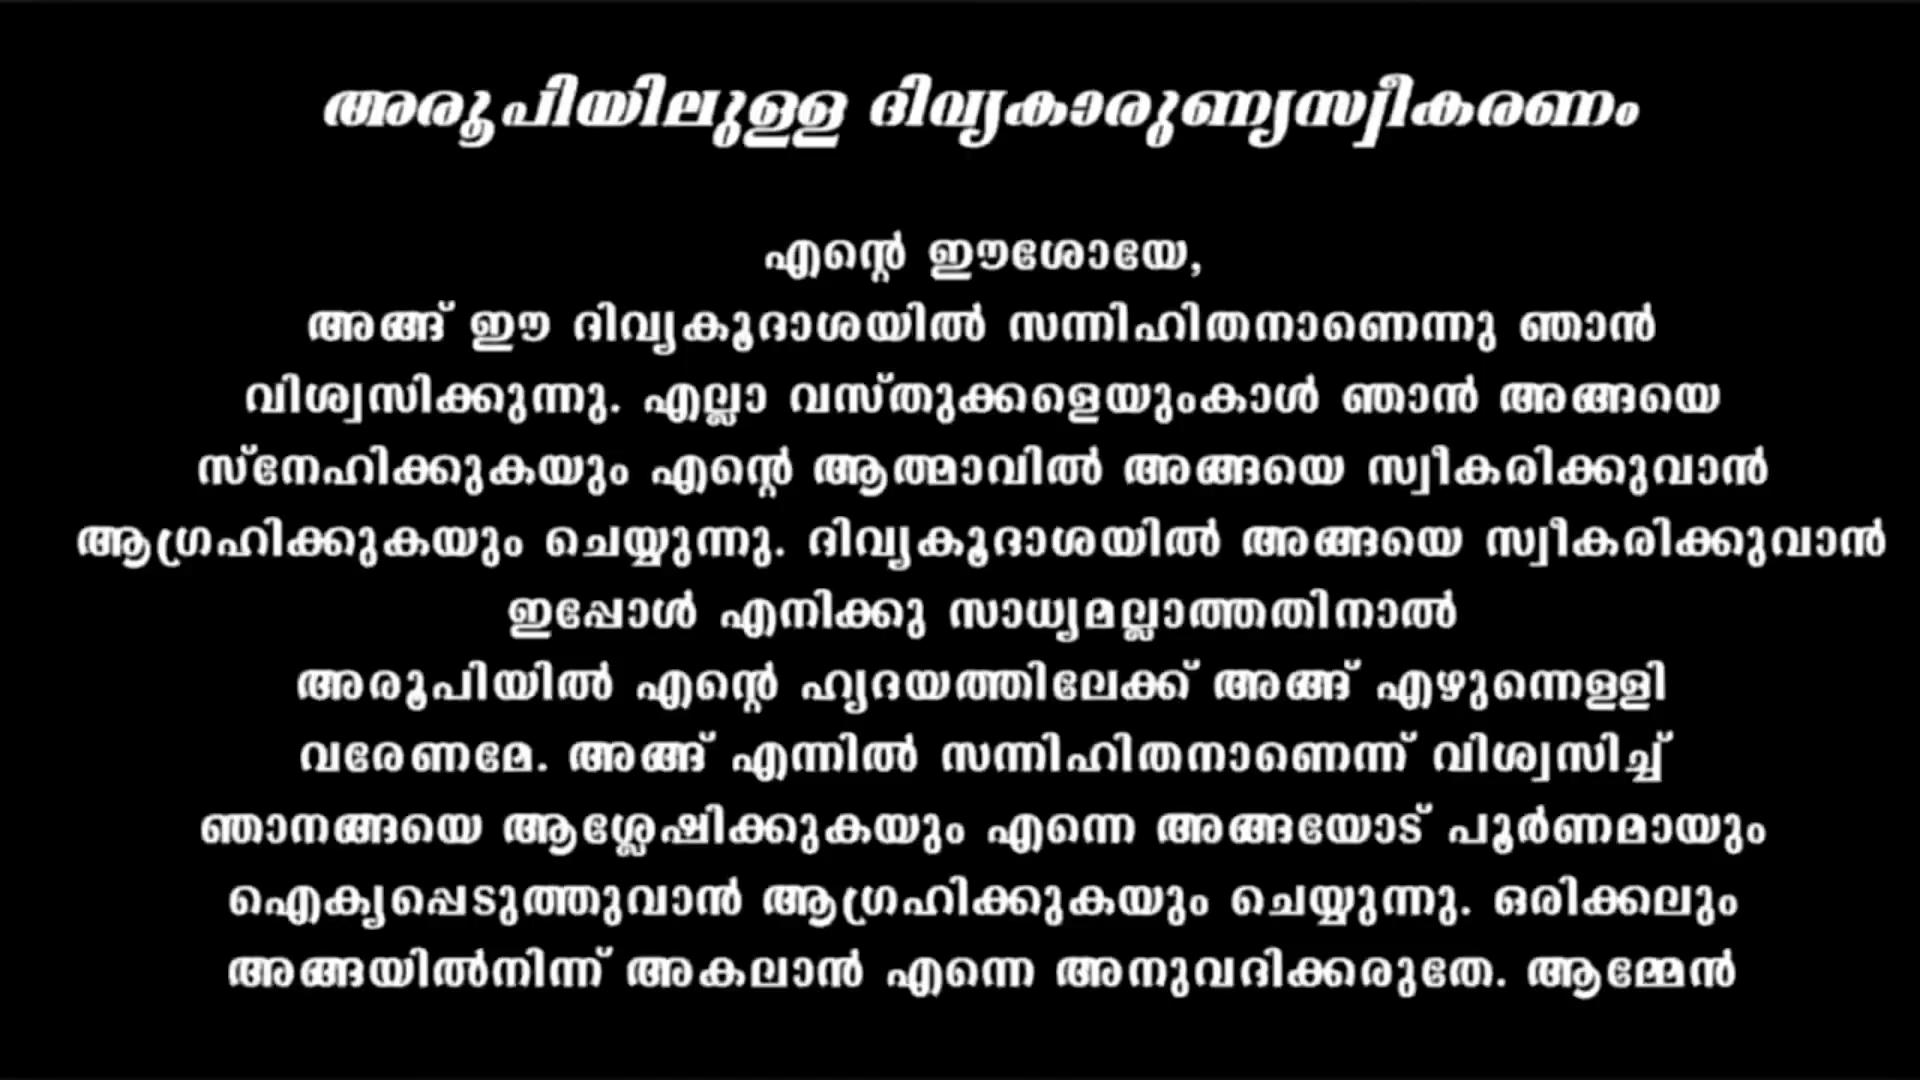 അരൂപിയിലുള്ള ദിവ്യകാരുണ്യസ്വീകരണം
എന്റെ ഈശോയേ,
അങ്ങ് ഈ ദിവ്യകൂദാശയിൽ സന്നിഹിതനാണെന്നു ഞാൻ
വിശ്വസിക്കുന്നു. എല്ലാ വസ്തുക്കളെയുംകാൾ ഞാൻ അങ്ങയെ
സ്നേഹിക്കുകയും എന്റെ ആത്മാവിൽ അങ്ങയെ സ്വീകരിക്കുവാൻ
ആഗ്രഹിക്കുകയും ചെയ്യുന്നു. ദിവ്യകൂദാശയിൽ അങ്ങയെ സ്വീകരിക്കുവാൻ
ഇപ്പോൾ എനിക്കു സാധ്യമല്ലാത്തതിനാൽ
അരൂപിയിൽ എന്റെ ഹൃദയത്തിലേക്ക് അങ്ങ് എഴുന്നെള്ളി
വരേണമേ. അങ്ങ് എന്നിൽ സന്നിഹിതനാണെന്ന് വിശ്വസിച്ച്
ഞാനങ്ങയെ ആശ്ലേഷിക്കുകയും എന്നെ അങ്ങയോട് പൂർണമായും
ഐക്യപ്പെടുത്തുവാൻ ആഗ്രഹിക്കുകയും ചെയ്യുന്നു. ഒരിക്കലും
അങ്ങയിൽനിന്ന് അകലാൻ എന്നെ അനുവദിക്കരുതേ. ആമ്മേൻ